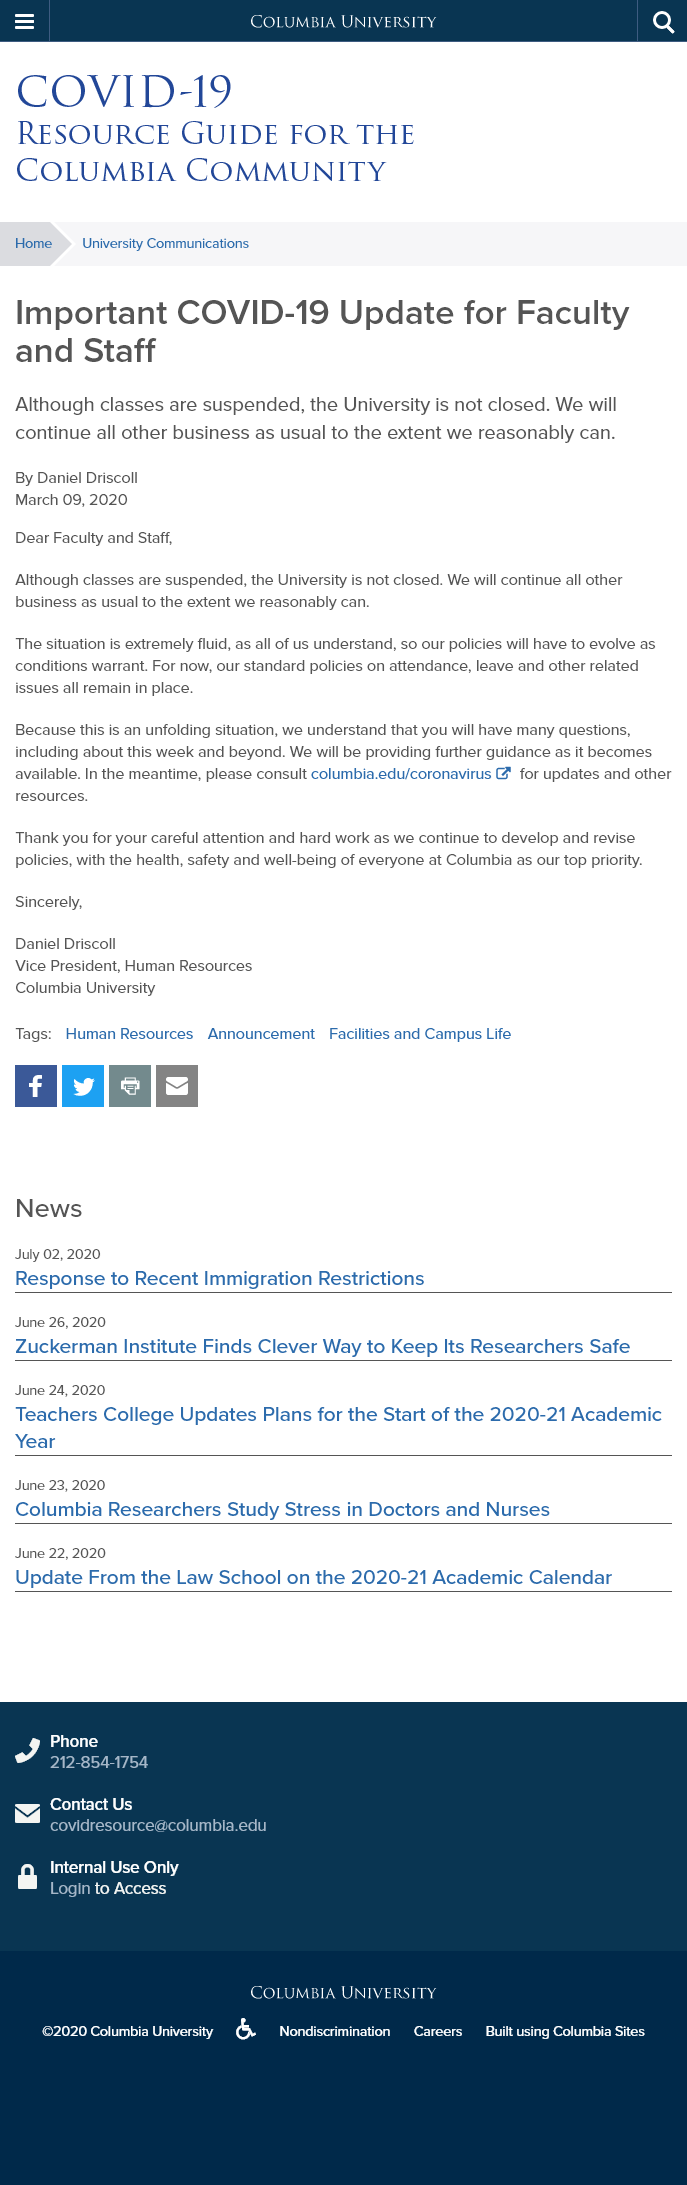 Columbia University
COVID-19
Resource Guide for the
Columbia Community
Home
University Communications
Important COVID-19 Update for Faculty
and Staff
Although classes are suspended, the University is not closed. We will
continue all other business as usual to the extent we reasonably can.
By Daniel Driscoll
March 09, 2020
Dear Faculty and Staff,
Although classes are suspended, the University is not closed. We will continue all other
business as usual to the extent we reasonably can.
The situation is extremely fluid, as all of us understand, so our policies will have to evolve as
conditions warrant. For now, our standard policies on attendance, leave and other related
issues all remain in place.
Because this is an unfolding situation, we understand that you will have many questions,
including about this week and beyond. We will be providing further guidance as it becomes
available. In the meantime, please consult columbia.edu/coronavirus for updates and other
resources.
Thank you for your careful attention and hard work as we continue to develop and revise
policies, with the health, safety and well-being of everyone at Columbia as our top priority.
Sincerely,
Daniel Driscoll
Vice President, Human Resources
Columbia University
Tags: Human Resources Announcement Facilities and Campus Life
News
July 02, 2020
Response to Recent Immigration Restrictions
June 26, 2020
Zuckerman Institute Finds Clever Way to Keep Its Researchers Safe
June 24, 2020
Teachers College Updates Plans for the Start of the 2020-21 Academic
Year
June 23, 2020
Columbia Researchers Study Stress in Doctors and Nurses
June 22, 2020
Update From the Law School on the 2020-21 Academic Calendar
Phone
212-854-1754
Contact Us
covidresource@columbia.edu
Internal Use Only
Login to Access
Columbia University
©2020 Columbia University Nondiscrimination Careers Built using Columbia Sites